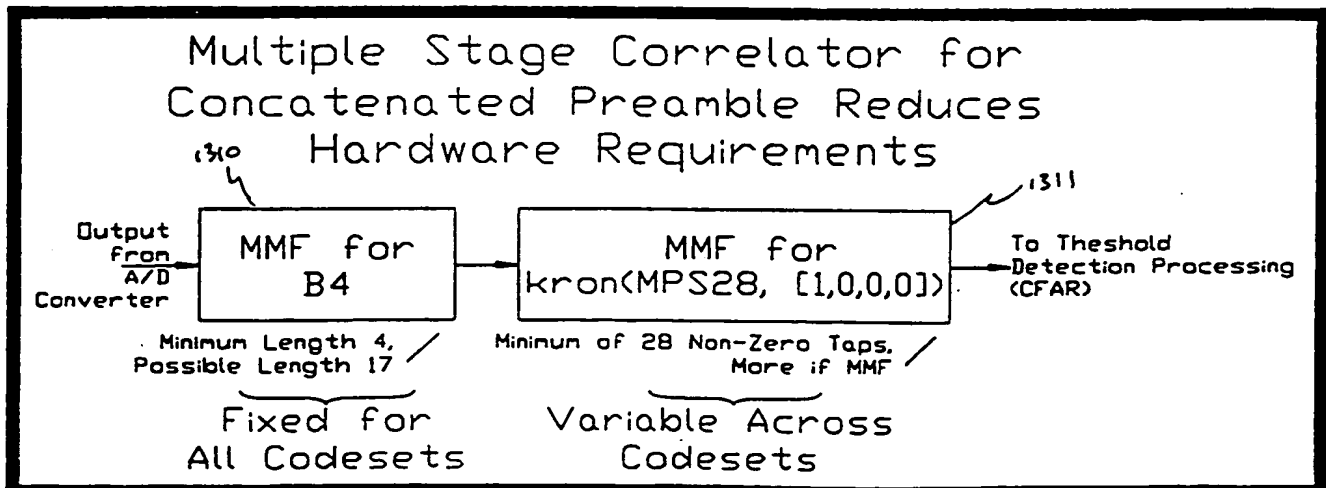 Multiple Stage Correlator for
Concatenated Preamble Reduces
Hardware Requirements
1310
1311
Output
from
A/D
Converter
MMF for
B4
MMF for
kron(MPS28, [1,0,0,0])
To Theshold
Detection Processing
(CFAR)
Minimum Length 4,
Possible Length 17
Minimum of 28 Non-Zero Taps,
More if MMF
Fixed for
All Codesets
Variable Across
Codesets